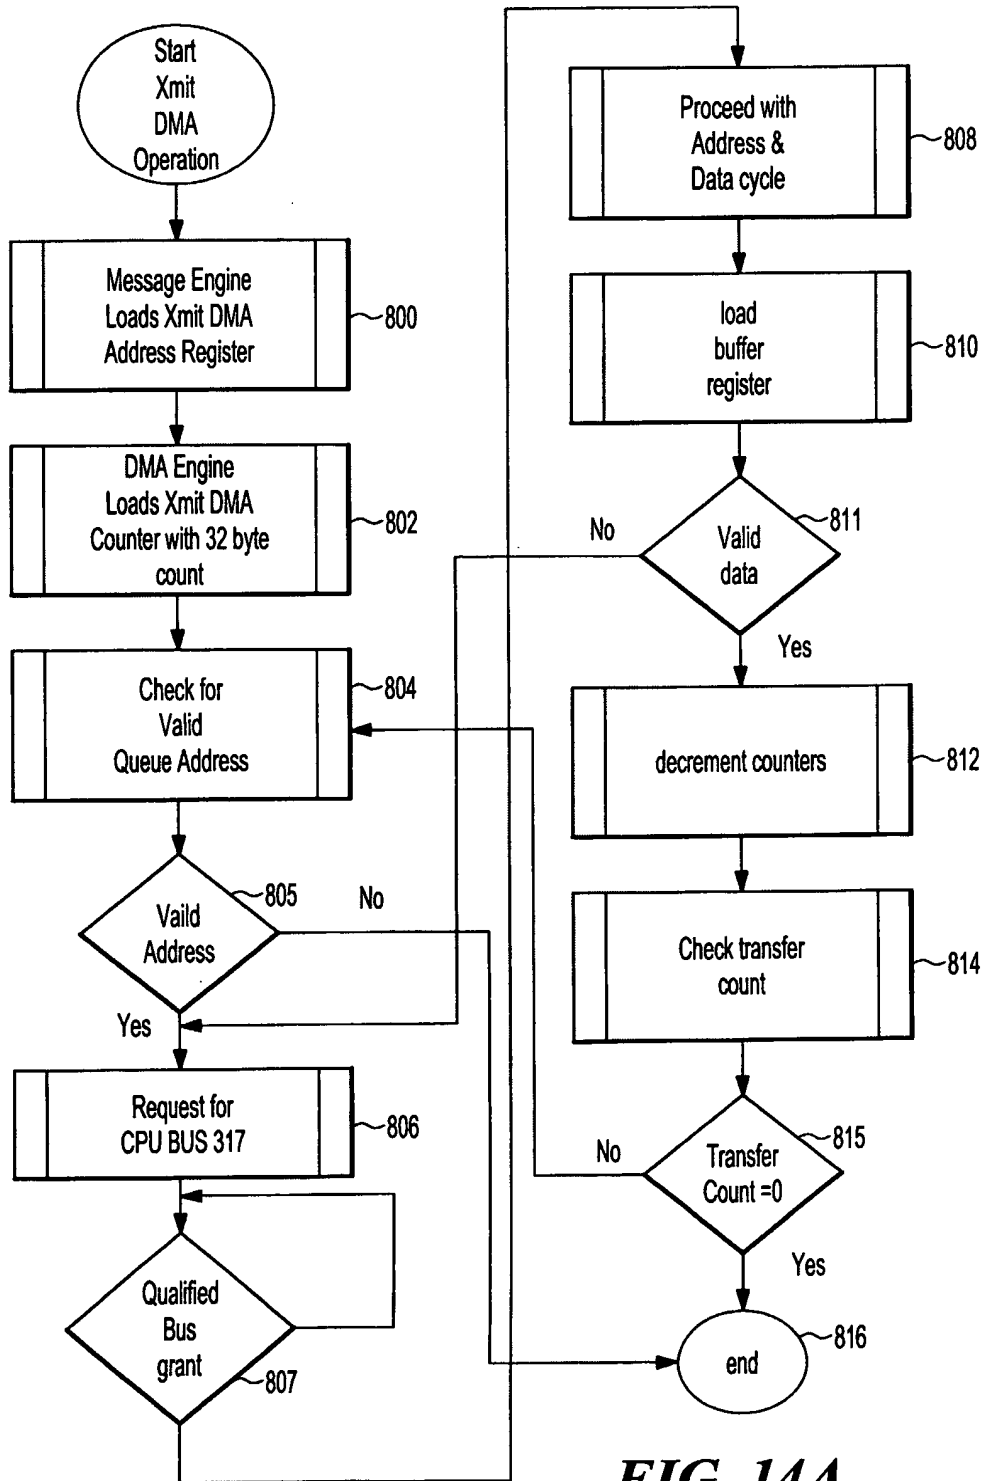 Start
Xmit
DMA
Operation
Message Engine
Loads Xmit DMA
Address Register
800
DMA Engine
Loads Xmit DMA
Counter with 32 byte
count
802
Check for
Valid
Queue Address
804
Vaild
Address
805
No
Yes
Request for
CPU BUS 317
806
Qualified
Bus
grant
807
Proceed with
Address &
Data cycle
808
load
buffer
register
810
Valid
data
811
No
Yes
decrement counters
812
Check transfer
count
814
Transfer
Count =0
815
No
Yes
end
816
FIG. 14A